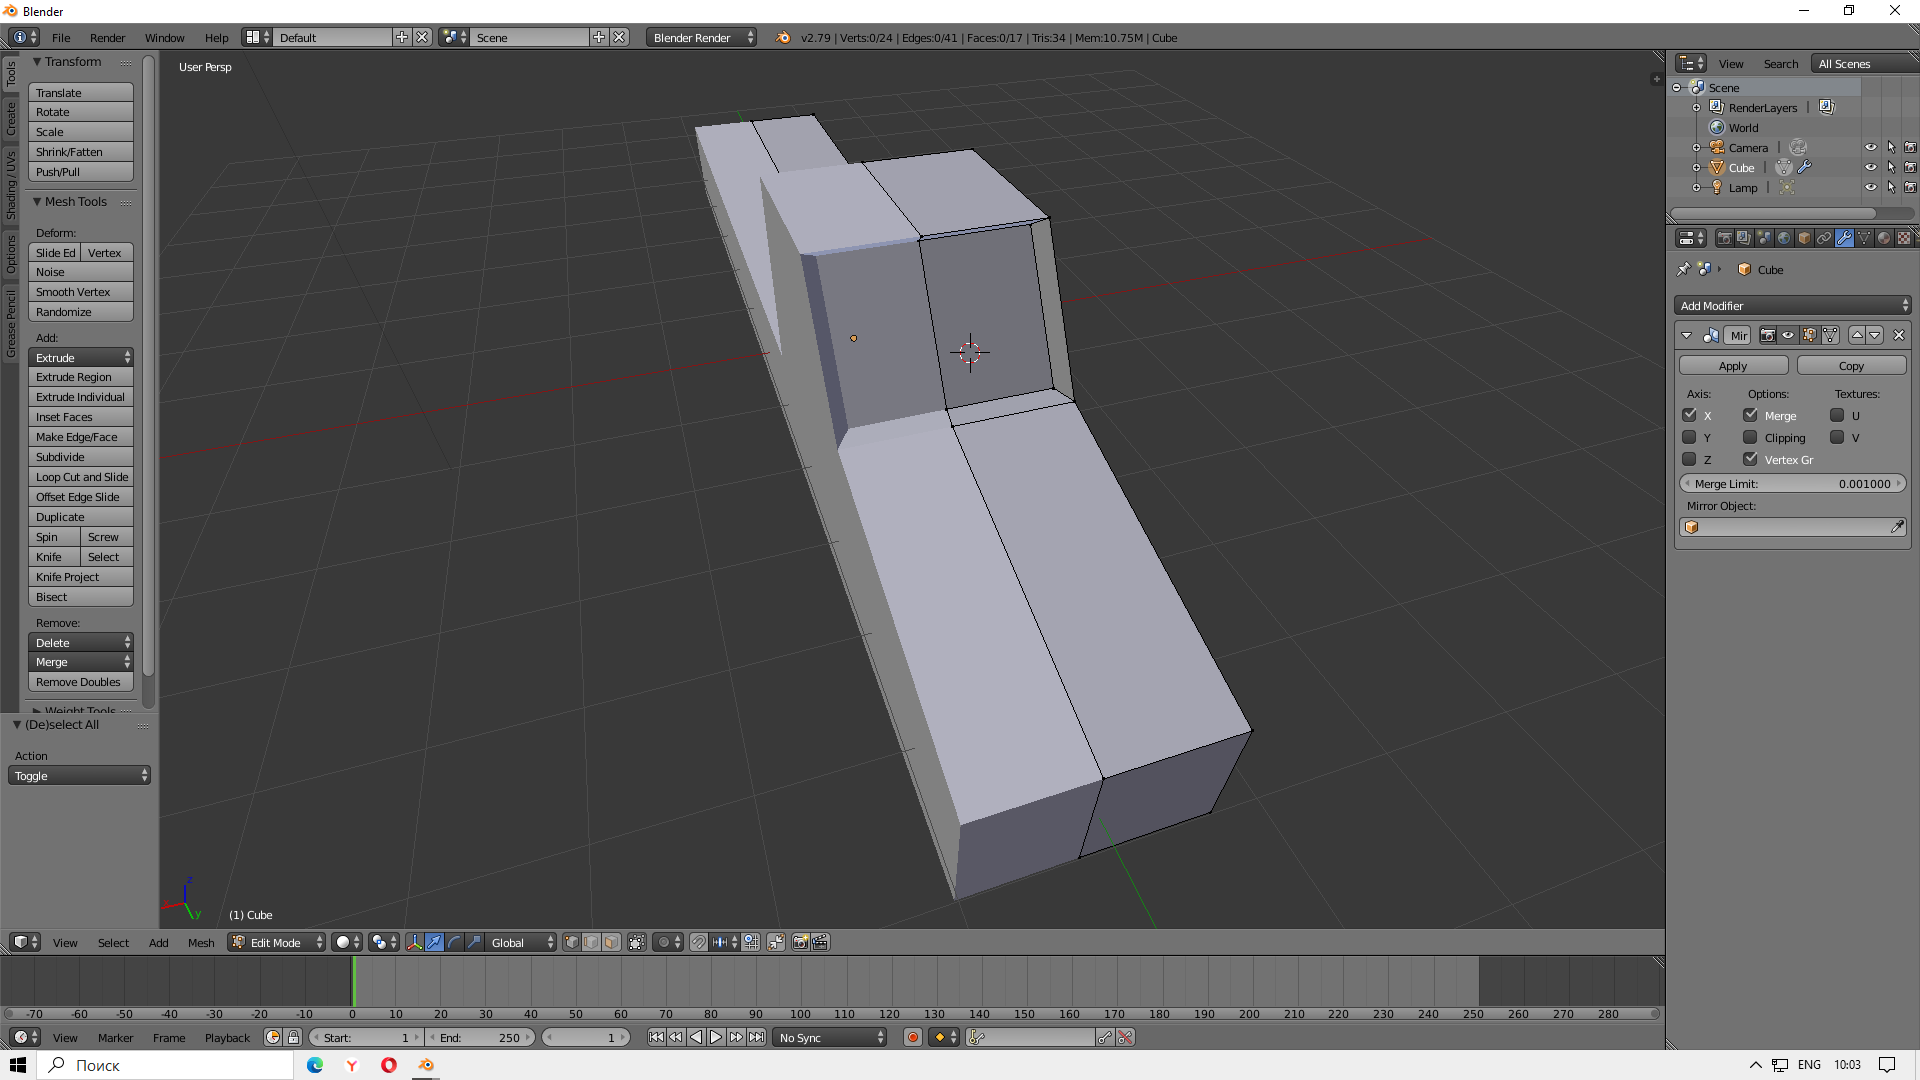 Blender
File Render Window Help Default Scene Blender Render v2.79 | Verts:0/24 | Edges:0/41 | Faces:0/17 | Tris:34 | Mem:10.75M | Cube
Tools
Create
Shading / UVs
Options
Grease Pencil
Transform
Translate
Rotate
Scale
Shrink/Fatten
Push/Pull
Mesh Tools
Deform:
Slide Ed Vertex
Noise
Smooth Vertex
Randomize
Add:
Extrude
Extrude Region
Extrude Individual
Inset Faces
Make Edge/Face
Subdivide
Loop Cut and Slide
Offset Edge Slide
Duplicate
Spin Screw
Knife Select
Knife Project
Bisect
Remove:
Delete
Merge
Remove Doubles
Weight Tools
(De)select All
Action
Toggle
User Persp
z
x
y
(1) Cube
View Search All Scenes
Scene
RenderLayers |
World
Camera |
Cube |
Lamp |
Cube
Add Modifier
Mir
Apply Copy
Axis: Options: Textures:
X Merge U
Y Clipping V
Z Vertex Gr
Merge Limit: 0.001000
Mirror Object:
View Select Add Mesh Edit Mode Global
-70 -60 -50 -40 -30 -20 -10 0 10 20 30 40 50 60 70 80 90 100 110 120 130 140 150 160 170 180 190 200 210 220 230 240 250 260 270 280
View Marker Frame Playback Start: 1 End: 250 1 No Sync
Поиск
ENG 10:03